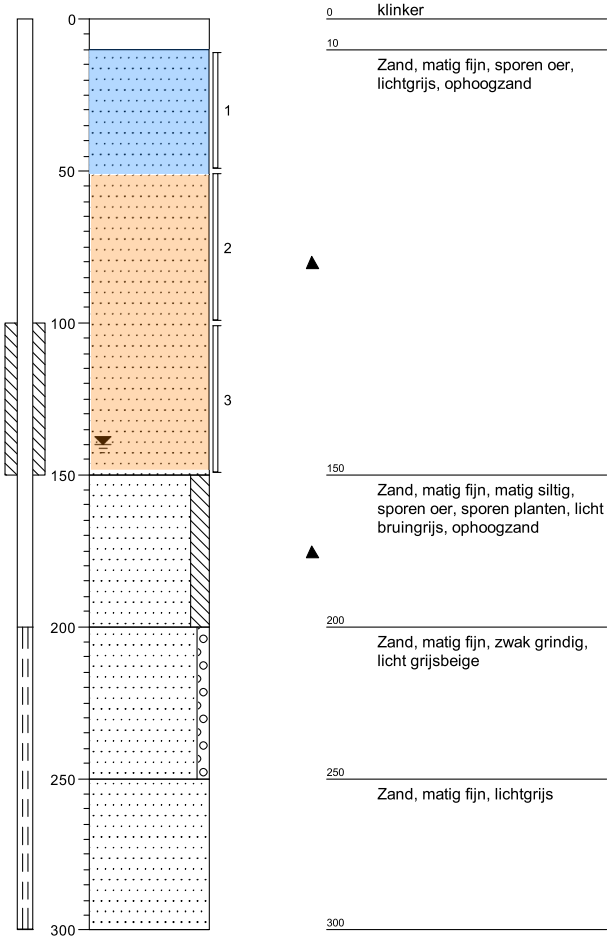 0
0
klinker
10
Zand, matig fijn, sporen oer,
lichtgrijs, ophoogzand
1
50
2
100
3
150
150
Zand, matig fijn, matig siltig,
sporen oer, sporen planten, licht
bruingrijs, ophoogzand
200
200
Zand, matig fijn, zwak grindig,
licht grijsbeige
250
250
Zand, matig fijn, lichtgrijs
300
300